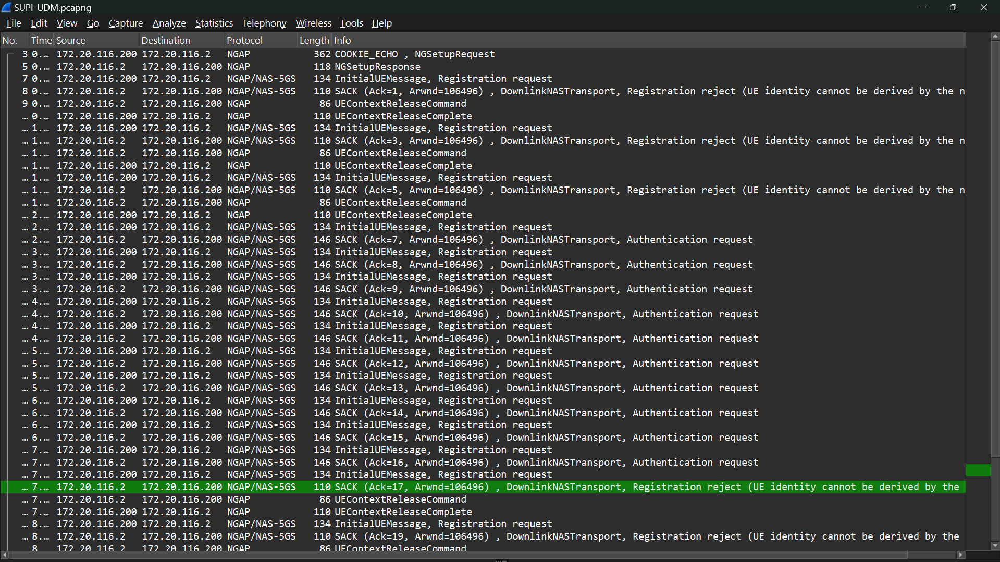 SUPI-UDM.pcapng
File Edit View Go Capture Analyze Statistics Telephony Wireless Tools Help
No. Time Source Destination Protocol Length Info
3 0.… 172.20.116.200 172.20.116.2 NGAP 362 COOKIE_ECHO , NGSetupRequest
5 0.… 172.20.116.2 172.20.116.200 NGAP 118 NGSetupResponse
7 0.… 172.20.116.200 172.20.116.2 NGAP/NAS-5GS 134 InitialUEMessage, Registration request
8 0.… 172.20.116.2 172.20.116.200 NGAP/NAS-5GS 110 SACK (Ack=1, Arwnd=106496) , DownlinkNASTransport, Registration reject (UE identity cannot be derived by the n
9 0.… 172.20.116.2 172.20.116.200 NGAP 86 UEContextReleaseCommand
… 0.… 172.20.116.200 172.20.116.2 NGAP 110 UEContextReleaseComplete
… 1.… 172.20.116.200 172.20.116.2 NGAP/NAS-5GS 134 InitialUEMessage, Registration request
… 1.… 172.20.116.2 172.20.116.200 NGAP/NAS-5GS 110 SACK (Ack=3, Arwnd=106496) , DownlinkNASTransport, Registration reject (UE identity cannot be derived by the n
… 1.… 172.20.116.2 172.20.116.200 NGAP 86 UEContextReleaseCommand
… 1.… 172.20.116.200 172.20.116.2 NGAP 110 UEContextReleaseComplete
… 1.… 172.20.116.200 172.20.116.2 NGAP/NAS-5GS 134 InitialUEMessage, Registration request
… 1.… 172.20.116.2 172.20.116.200 NGAP/NAS-5GS 110 SACK (Ack=5, Arwnd=106496) , DownlinkNASTransport, Registration reject (UE identity cannot be derived by the n
… 1.… 172.20.116.2 172.20.116.200 NGAP 86 UEContextReleaseCommand
… 2.… 172.20.116.200 172.20.116.2 NGAP 110 UEContextReleaseComplete
… 2.… 172.20.116.200 172.20.116.2 NGAP/NAS-5GS 134 InitialUEMessage, Registration request
… 2.… 172.20.116.2 172.20.116.200 NGAP/NAS-5GS 146 SACK (Ack=7, Arwnd=106496) , DownlinkNASTransport, Authentication request
… 3.… 172.20.116.200 172.20.116.2 NGAP/NAS-5GS 134 InitialUEMessage, Registration request
… 3.… 172.20.116.2 172.20.116.200 NGAP/NAS-5GS 146 SACK (Ack=8, Arwnd=106496) , DownlinkNASTransport, Authentication request
… 3.… 172.20.116.200 172.20.116.2 NGAP/NAS-5GS 134 InitialUEMessage, Registration request
… 3.… 172.20.116.2 172.20.116.200 NGAP/NAS-5GS 146 SACK (Ack=9, Arwnd=106496) , DownlinkNASTransport, Authentication request
… 4.… 172.20.116.200 172.20.116.2 NGAP/NAS-5GS 134 InitialUEMessage, Registration request
… 4.… 172.20.116.2 172.20.116.200 NGAP/NAS-5GS 146 SACK (Ack=10, Arwnd=106496) , DownlinkNASTransport, Authentication request
… 4.… 172.20.116.200 172.20.116.2 NGAP/NAS-5GS 134 InitialUEMessage, Registration request
… 4.… 172.20.116.2 172.20.116.200 NGAP/NAS-5GS 146 SACK (Ack=11, Arwnd=106496) , DownlinkNASTransport, Authentication request
… 5.… 172.20.116.200 172.20.116.2 NGAP/NAS-5GS 134 InitialUEMessage, Registration request
… 5.… 172.20.116.2 172.20.116.200 NGAP/NAS-5GS 146 SACK (Ack=12, Arwnd=106496) , DownlinkNASTransport, Authentication request
… 5.… 172.20.116.200 172.20.116.2 NGAP/NAS-5GS 134 InitialUEMessage, Registration request
… 5.… 172.20.116.2 172.20.116.200 NGAP/NAS-5GS 146 SACK (Ack=13, Arwnd=106496) , DownlinkNASTransport, Authentication request
… 6.… 172.20.116.200 172.20.116.2 NGAP/NAS-5GS 134 InitialUEMessage, Registration request
… 6.… 172.20.116.2 172.20.116.200 NGAP/NAS-5GS 146 SACK (Ack=14, Arwnd=106496) , DownlinkNASTransport, Authentication request
… 6.… 172.20.116.200 172.20.116.2 NGAP/NAS-5GS 134 InitialUEMessage, Registration request
… 6.… 172.20.116.2 172.20.116.200 NGAP/NAS-5GS 146 SACK (Ack=15, Arwnd=106496) , DownlinkNASTransport, Authentication request
… 7.… 172.20.116.200 172.20.116.2 NGAP/NAS-5GS 134 InitialUEMessage, Registration request
… 7.… 172.20.116.2 172.20.116.200 NGAP/NAS-5GS 146 SACK (Ack=16, Arwnd=106496) , DownlinkNASTransport, Authentication request
… 7.… 172.20.116.200 172.20.116.2 NGAP/NAS-5GS 134 InitialUEMessage, Registration request
… 7.… 172.20.116.2 172.20.116.200 NGAP/NAS-5GS 110 SACK (Ack=17, Arwnd=106496) , DownlinkNASTransport, Registration reject (UE identity cannot be derived by the
… 7.… 172.20.116.2 172.20.116.200 NGAP 86 UEContextReleaseCommand
… 7.… 172.20.116.200 172.20.116.2 NGAP 110 UEContextReleaseComplete
… 8.… 172.20.116.200 172.20.116.2 NGAP/NAS-5GS 134 InitialUEMessage, Registration request
… 8.… 172.20.116.2 172.20.116.200 NGAP/NAS-5GS 110 SACK (Ack=19, Arwnd=106496) , DownlinkNASTransport, Registration reject (UE identity cannot be derived by the
8 172.20.116.2 172.20.116.200 NGAP 86 UEContextReleaseCommand